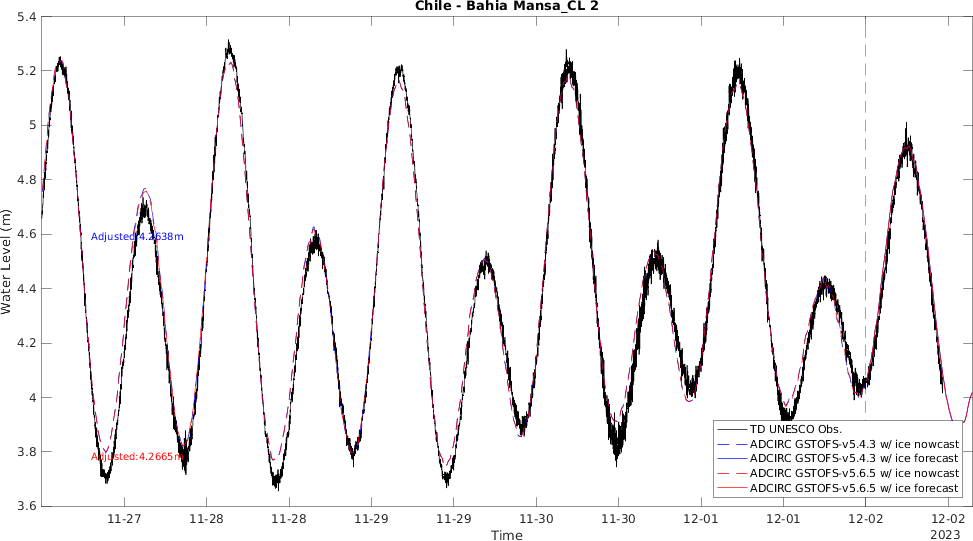 Chile - Bahia Mansa_CL 2
5.4
5.2
5
4.8
4.6
4.4
4.2
4
3.8
3.6
Water Level (m)
Adjusted:4.2638m
Adjusted:4.2665m
TD UNESCO Obs.
ADCIRC GSTOFS-v5.4.3 w/ ice nowcast
ADCIRC GSTOFS-v5.4.3 w/ ice forecast
ADCIRC GSTOFS-v5.6.5 w/ ice nowcast
ADCIRC GSTOFS-v5.6.5 w/ ice forecast
11-27 11-28 11-28 11-29 11-29 11-30 11-30 12-01 12-01 12-02 12-02
Time
2023